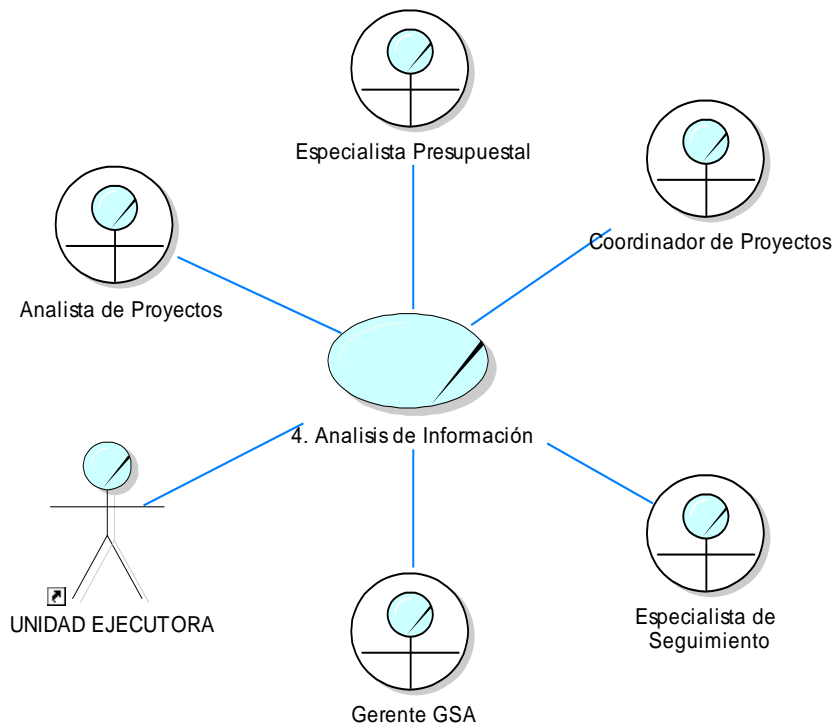 Especialista Presupuestal
Coordinador de Proyectos
Analista de Proyectos
4. Analisis de Información
UNIDAD EJECUTORA
Especialista de
Seguimiento
Gerente GSA